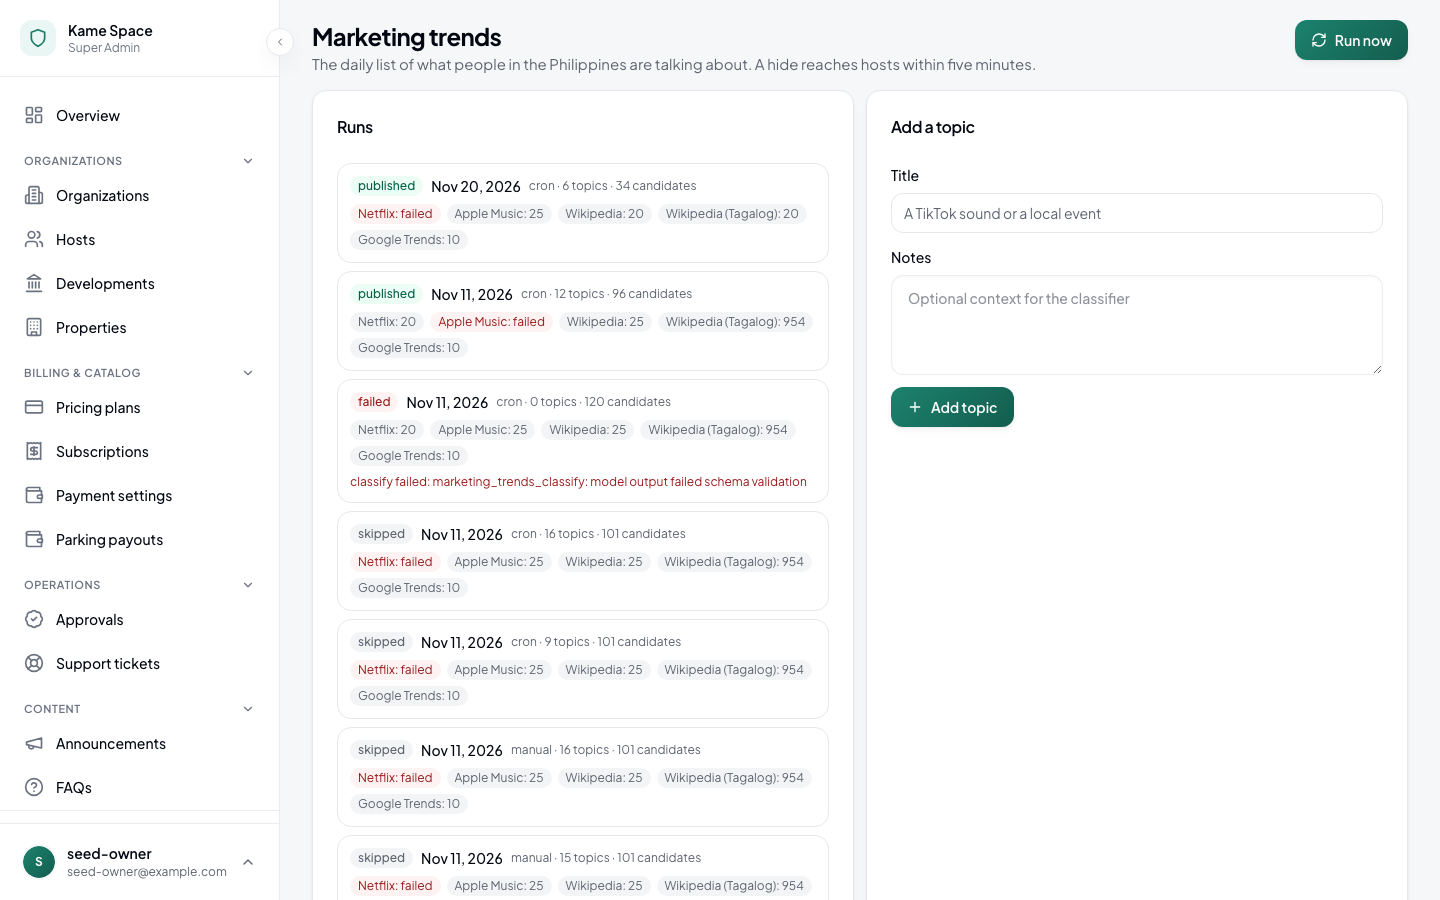 Kame Space
Super Admin
Overview
ORGANIZATIONS
Organizations
Hosts
Developments
Properties
BILLING & CATALOG
Pricing plans
Subscriptions
Payment settings
Parking payouts
OPERATIONS
Approvals
Support tickets
CONTENT
Announcements
FAQs
S
seed-owner
seed-owner@example.com
Marketing trends
The daily list of what people in the Philippines are talking about. A hide reaches hosts within five minutes.
Run now
Runs
published Nov 20, 2026 cron · 6 topics · 34 candidates
Netflix: failed Apple Music: 25 Wikipedia: 20 Wikipedia (Tagalog): 20
Google Trends: 10
published Nov 11, 2026 cron · 12 topics · 96 candidates
Netflix: 20 Apple Music: failed Wikipedia: 25 Wikipedia (Tagalog): 954
Google Trends: 10
failed Nov 11, 2026 cron · 0 topics · 120 candidates
Netflix: 20 Apple Music: 25 Wikipedia: 25 Wikipedia (Tagalog): 954
Google Trends: 10
classify failed: marketing_trends_classify: model output failed schema validation
skipped Nov 11, 2026 cron · 16 topics · 101 candidates
Netflix: failed Apple Music: 25 Wikipedia: 25 Wikipedia (Tagalog): 954
Google Trends: 10
skipped Nov 11, 2026 cron · 9 topics · 101 candidates
Netflix: failed Apple Music: 25 Wikipedia: 25 Wikipedia (Tagalog): 954
Google Trends: 10
skipped Nov 11, 2026 manual · 16 topics · 101 candidates
Netflix: failed Apple Music: 25 Wikipedia: 25 Wikipedia (Tagalog): 954
Google Trends: 10
skipped Nov 11, 2026 manual · 15 topics · 101 candidates
Netflix: failed Apple Music: 25 Wikipedia: 25 Wikipedia (Tagalog): 954
Add a topic
Title
A TikTok sound or a local event
Notes
Optional context for the classifier
Add topic